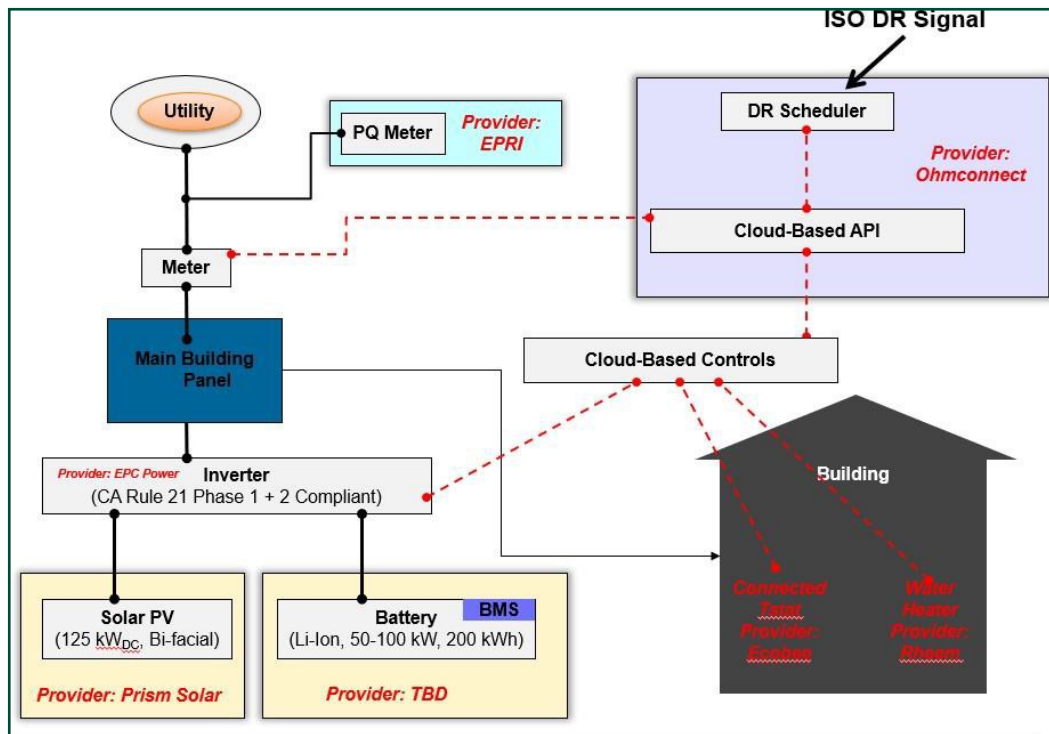 ISO DR Signal
Utility
PQ Meter
Provider:
EPRI
DR Scheduler
Provider:
Ohmconnect
Cloud-Based API
Meter
Main Building
Panel
Cloud-Based Controls
Provider: EPC Power
Inverter
(CA Rule 21 Phase 1 + 2 Compliant)
Building
Solar PV
(125 kWDC, Bi-facial)
Provider: Prism Solar
Battery
BMS
(Li-Ion, 50-100 kW, 200 kWh)
Provider: TBD
Connected
Tstat
Provider:
Ecobee
Water
Heater
Provider:
Rheem